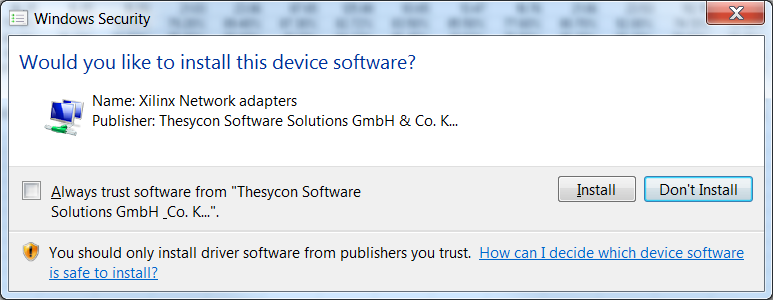 Windows Security
Would you like to install this device software?
Name: Xilinx Network adapters
Publisher: Thesycon Software Solutions GmbH & Co. K...
Always trust software from "Thesycon Software
Solutions GmbH _Co. K...".
Install
Don't Install
You should only install driver software from publishers you trust. How can I decide which device software
is safe to install?